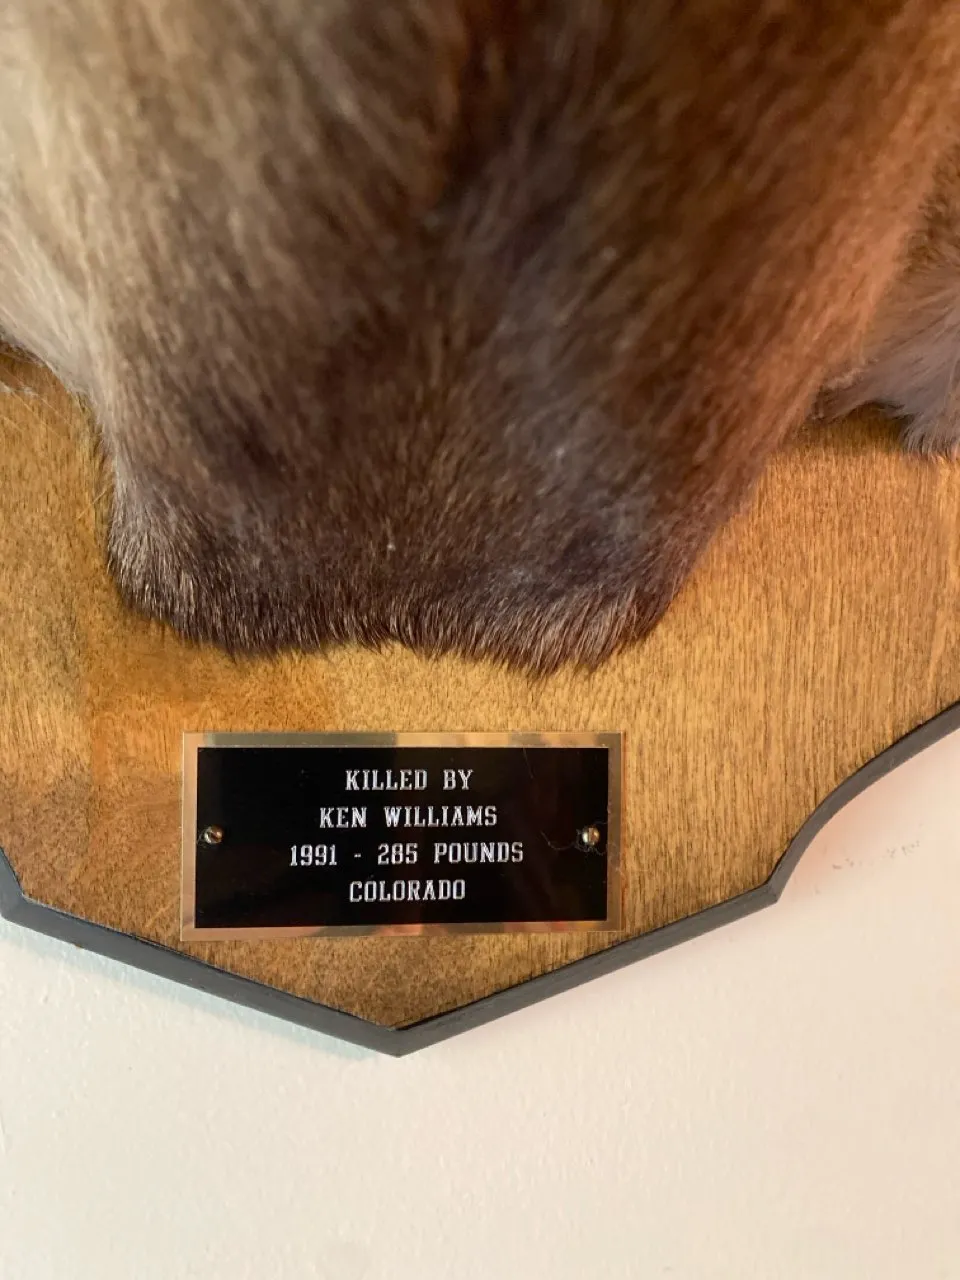 KILLED BY
KEN WILLIAMS
1991 - 285 POUNDS
COLORADO